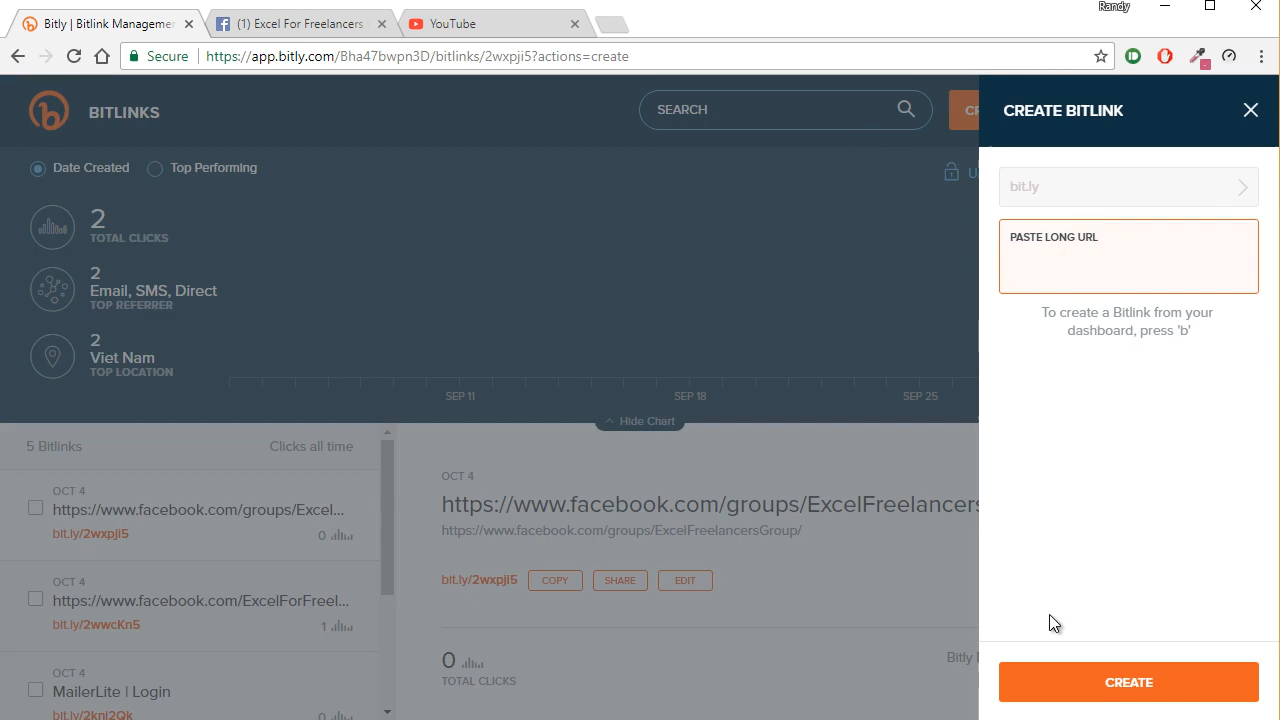 Randy
Bitly | Bitlink Managemer
(1) Excel For Freelancers
YouTube
Secure
https://app.bitly.com/Bha47bwpn3D/bitlinks/2wxpji5?actions=create
BITLINKS
SEARCH
CREATE BITLINK
Date Created
Top Performing
bit.ly
2
TOTAL CLICKS
PASTE LONG URL
2
Email, SMS, Direct
TOP REFERRER
To create a Bitlink from your
dashboard, press 'b'
2
Viet Nam
TOP LOCATION
SEP 11
SEP 18
SEP 25
Hide Chart
5 Bitlinks
Clicks all time
OCT 4
https://www.facebook.com/groups/Excel...
bit.ly/2wxpji5
0
OCT 4
https://www.facebook.com/groups/ExcelFreelancers
https://www.facebook.com/groups/ExcelFreelancersGroup/
bit.ly/2wxpji5
COPY
SHARE
EDIT
OCT 4
https://www.facebook.com/ExcelForFreel...
bit.ly/2wwcKn5
1
0
TOTAL CLICKS
Bitly
OCT 4
MailerLite | Login
bit.ly/2kni2Qk
0
CREATE